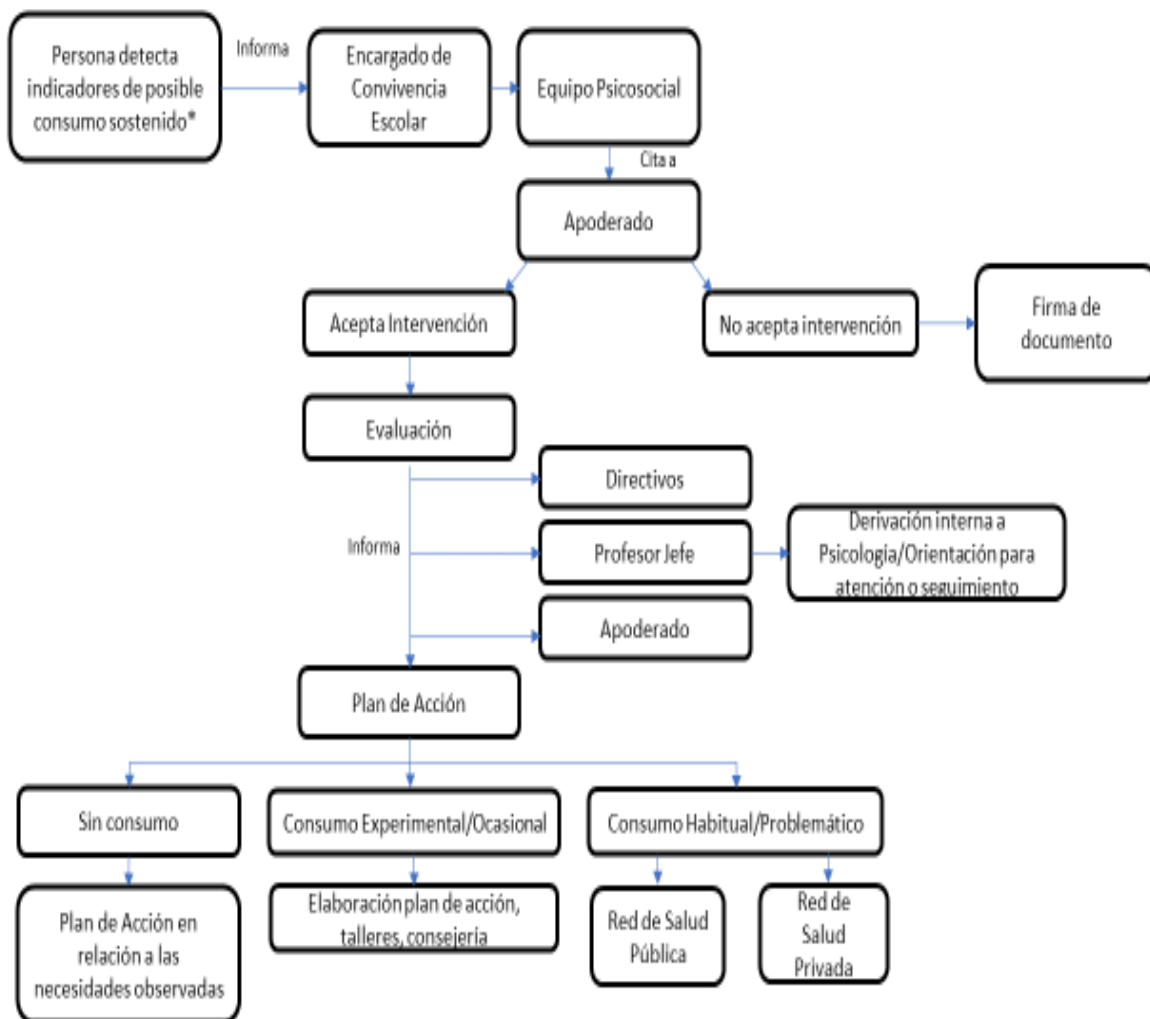 Persona detecta
indicadores de posible
consumo sostenido*
Informa
Encargado de
Convivencia
Escolar
Equipo Psicosocial
Cita a
Apoderado
Acepta Intervención
No acepta intervención
Firma de
documento
Evaluación
Informa
Directivos
Profesor Jefe
Derivación interna a
Psicología/Orientación para
atención o seguimiento
Apoderado
Plan de Acción
Sin consumo
Consumo Experimental/Ocasional
Consumo Habitual/Problemático
Plan de Acción en
relación a las
necesidades observadas
Elaboración plan de acción,
talleres, consejería
Red de Salud
Pública
Red de
Salud
Privada